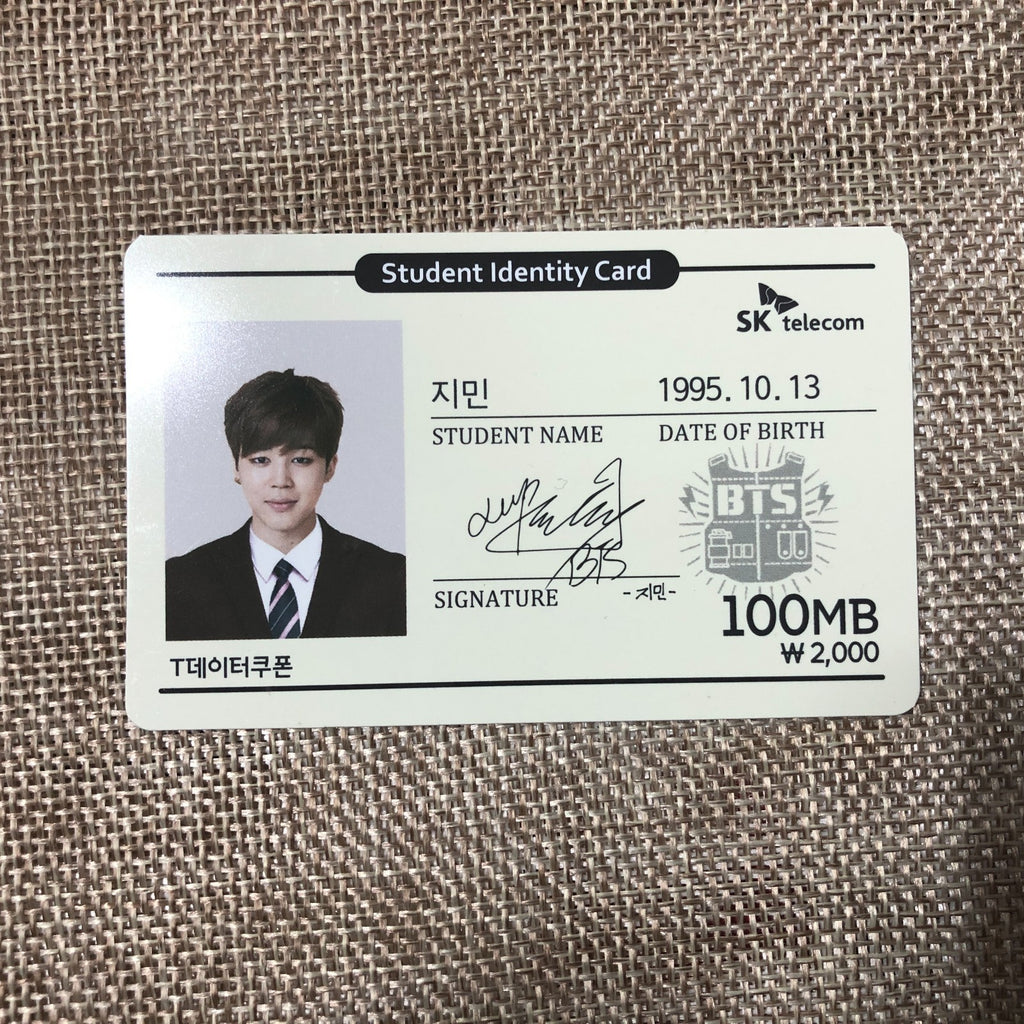 Student Identity Card
SK telecom
지민 1995. 10. 13
STUDENT NAME DATE OF BIRTH
BTS
BTS
SIGNATURE -지민-
100MB
₩ 2,000
T데이터쿠폰